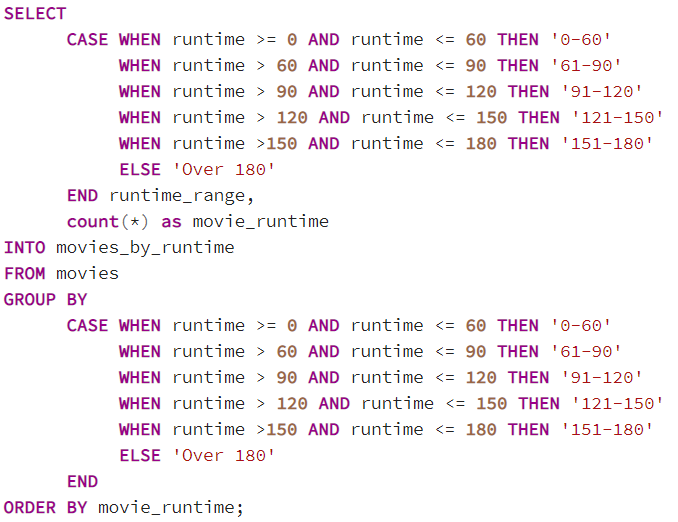 SELECT
      CASE WHEN runtime >= 0 AND runtime <= 60 THEN '0-60'
           WHEN runtime > 60 AND runtime <= 90 THEN '61-90'
           WHEN runtime > 90 AND runtime <= 120 THEN '91-120'
           WHEN runtime > 120 AND runtime <= 150 THEN '121-150'
           WHEN runtime >150 AND runtime <= 180 THEN '151-180'
           ELSE 'Over 180'
      END runtime_range,
      count(*) as movie_runtime
INTO movies_by_runtime
FROM movies
GROUP BY
      CASE WHEN runtime >= 0 AND runtime <= 60 THEN '0-60'
           WHEN runtime > 60 AND runtime <= 90 THEN '61-90'
           WHEN runtime > 90 AND runtime <= 120 THEN '91-120'
           WHEN runtime > 120 AND runtime <= 150 THEN '121-150'
           WHEN runtime >150 AND runtime <= 180 THEN '151-180'
           ELSE 'Over 180'
      END
ORDER BY movie_runtime;